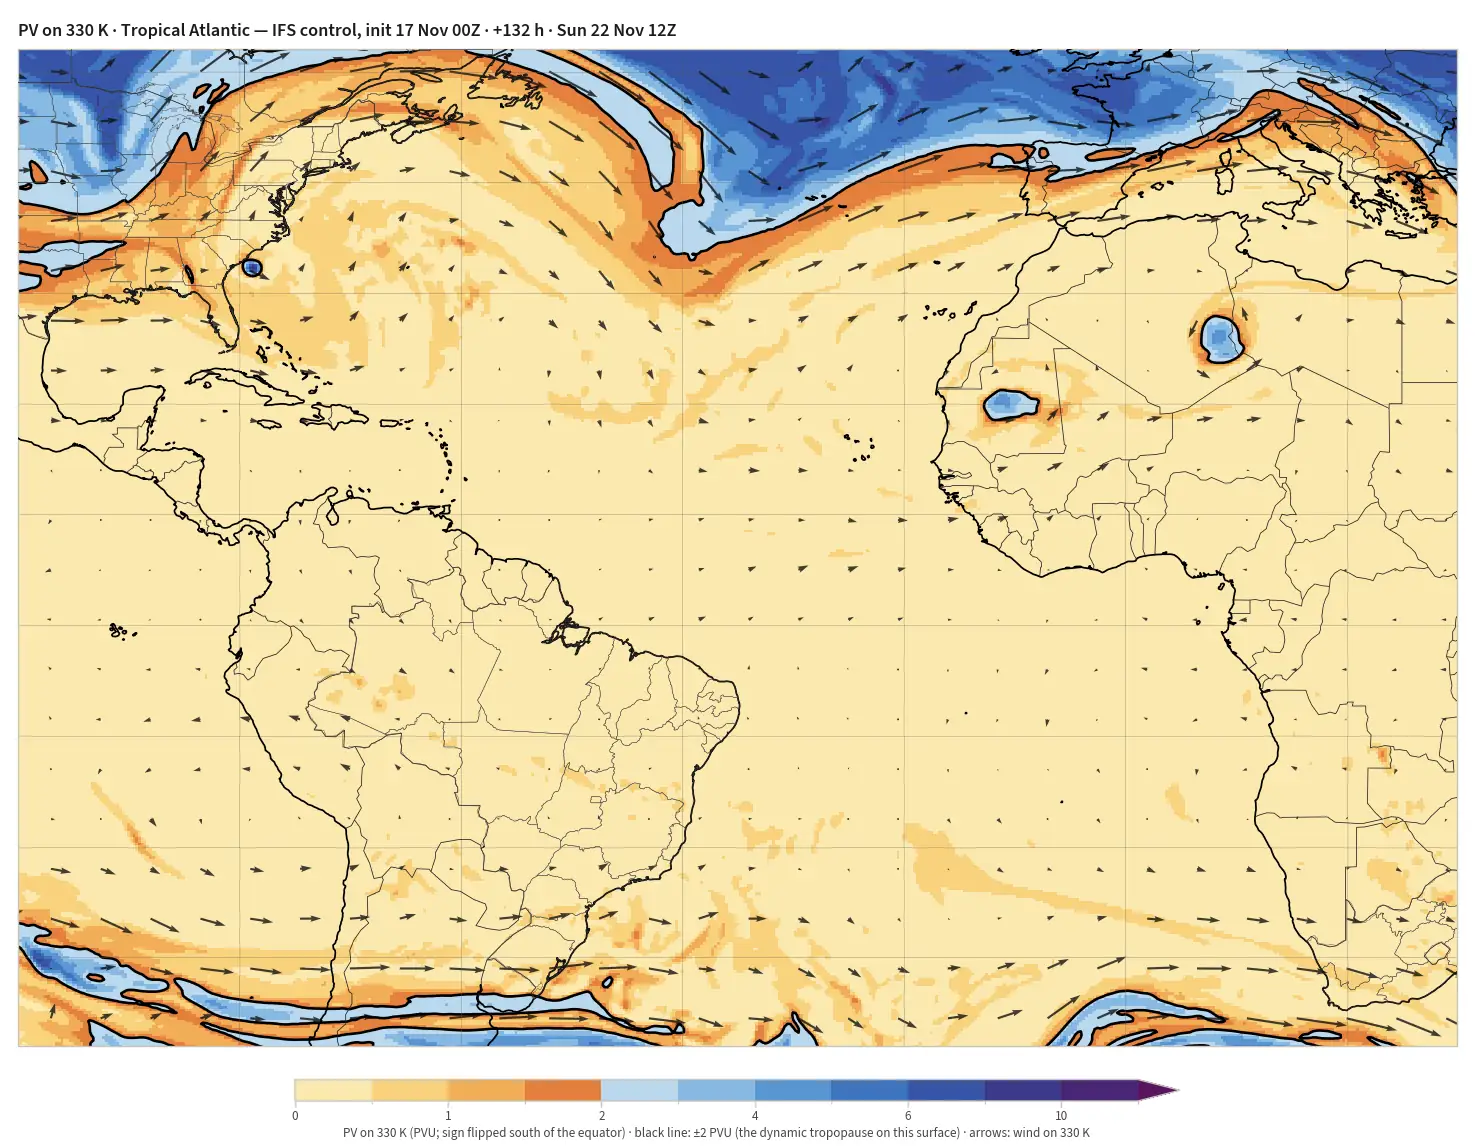 PV on 330 K · Tropical Atlantic — IFS control, init 17 Nov 00Z · +132 h · Sun 22 Nov 12Z
0 1 2 4 6 10
PV on 330 K (PVU; sign flipped south of the equator) · black line: ±2 PVU (the dynamic tropopause on this surface) · arrows: wind on 330 K